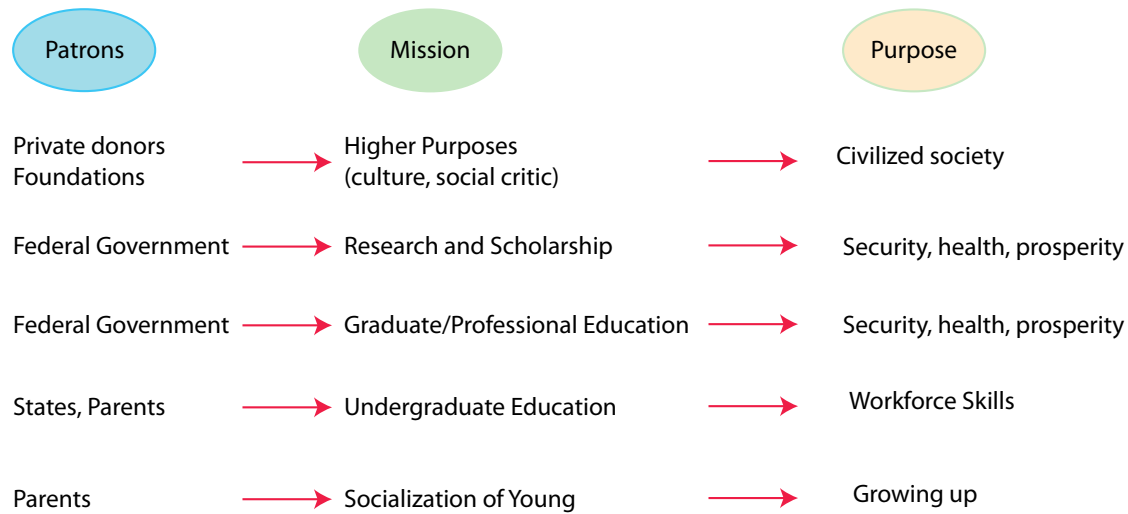 Patrons
Mission
Purpose
Private donors
Foundations
Higher Purposes
(culture, social critic)
Civilized society
Federal Government
Research and Scholarship
Security, health, prosperity
Federal Government
Graduate/Professional Education
Security, health, prosperity
States, Parents
Undergraduate Education
Workforce Skills
Parents
Socialization of Young
Growing up